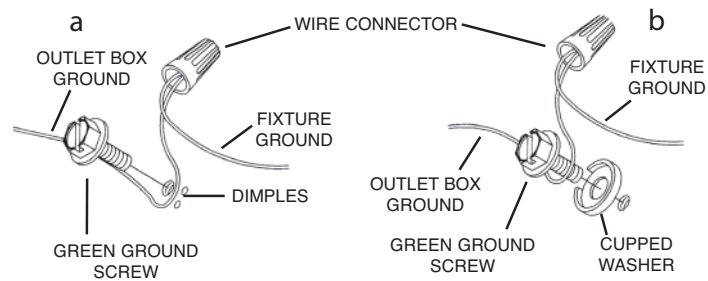 a
WIRE CONNECTOR
b
OUTLET BOX
GROUND
FIXTURE
GROUND
FIXTURE
GROUND
DIMPLES
OUTLET BOX
GROUND
GREEN GROUND
SCREW
GREEN GROUND
SCREW
CUPPED
WASHER